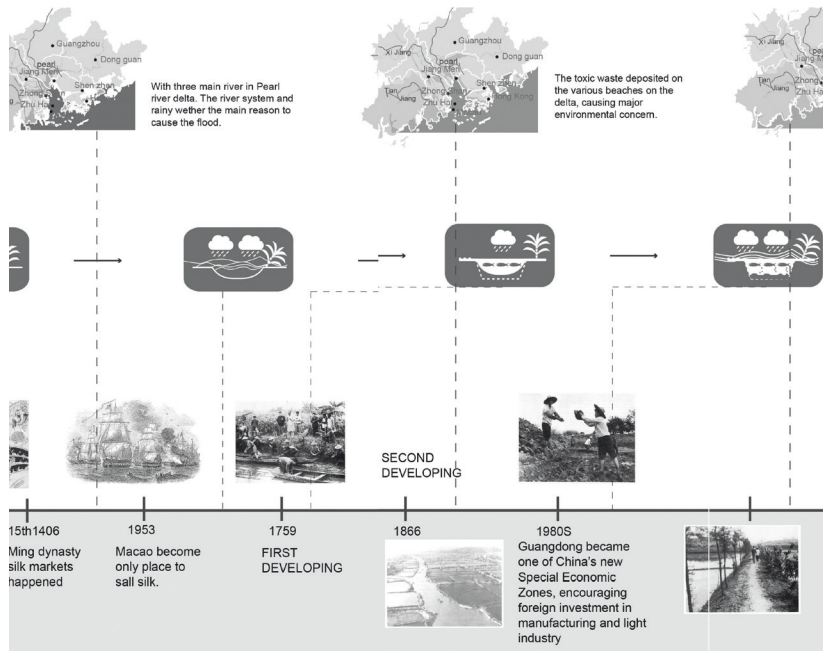 Guangzhou
Dong guan
pearl
Jiang Men
Shen zhen
Zhong
Zhu Ha
With three main river in Pearl
river delta. The river system and
rainy wether the main reason to
cause the flood.
Xi Jiang
Guangzhou
Dong guan
pearl
Jiang Men
Tan
Jiang
Shen zhen
Zhong Shan
Hong Kong
Zhu Hai
The toxic waste deposited on
the various beaches on the
delta, causing major
environmental concern.
Xi Jiang
Jiang
Zh
SECOND
DEVELOPING
15th1406
Ming dynasty
silk markets
happened
1953
Macao become
only place to
sall silk.
1759
FIRST
DEVELOPING
1866
1980S
Guangdong became
one of China's new
Special Economic
Zones, encouraging
foreign investment in
manufacturing and light
industry